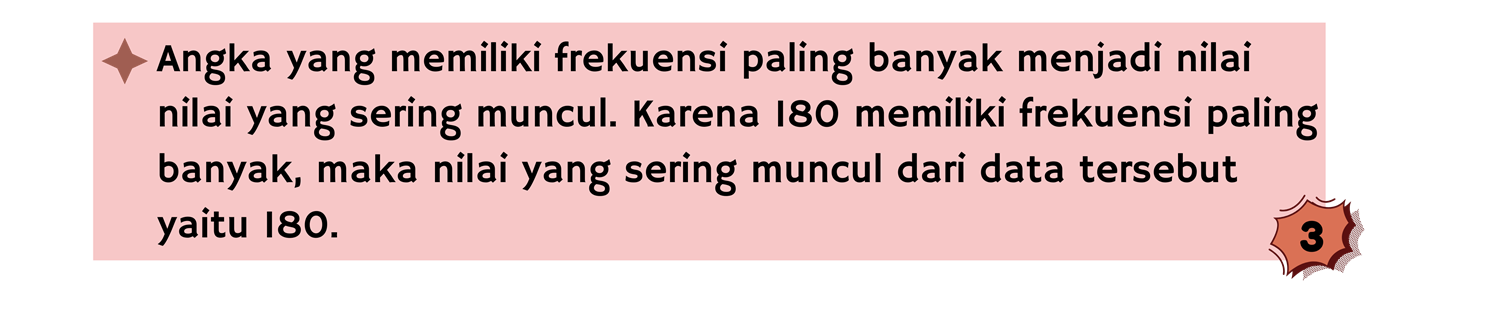 Angka yang memiliki frekuensi paling banyak menjadi nilai
nilai yang sering muncul. Karena 180 memiliki frekuensi paling
banyak, maka nilai yang sering muncul dari data tersebut
yaitu 180.
3